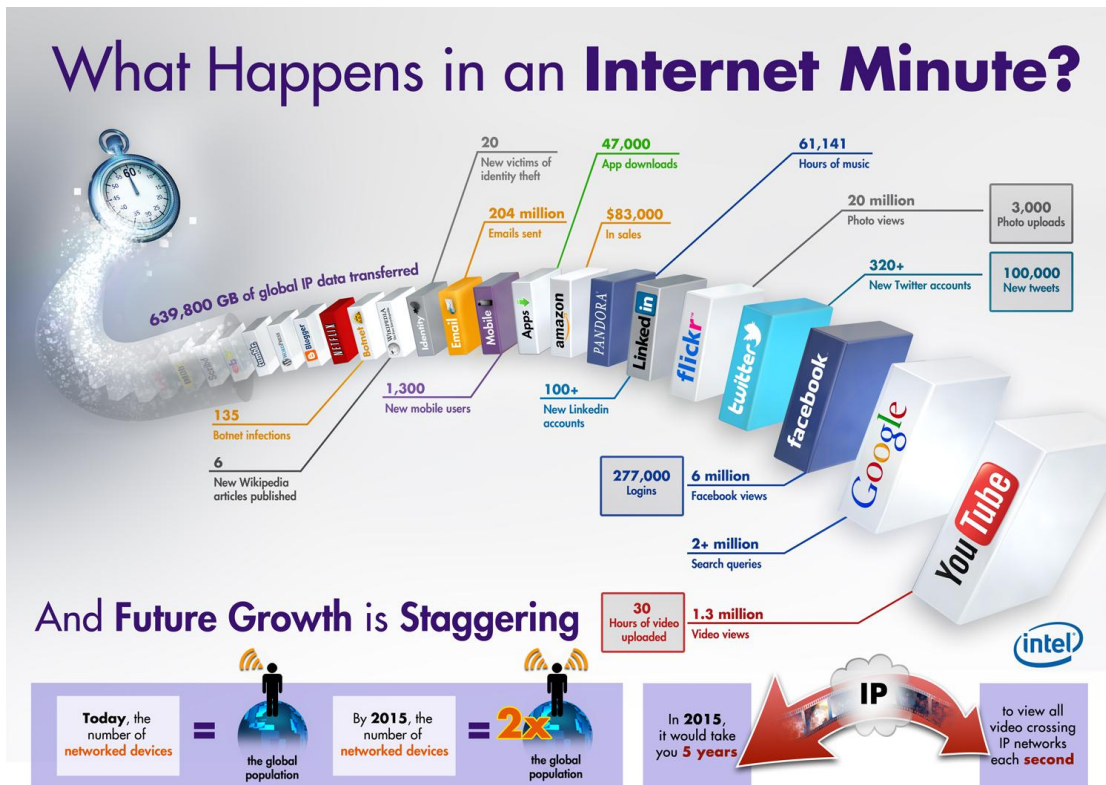 What Happens in an Internet Minute?
60
639,800 GB of global IP data transferred
20
New victims of
identity theft
47,000
App downloads
61,141
Hours of music
204 million
Emails sent
$83,000
In sales
20 million
Photo views
3,000
Photo uploads
320+
New Twitter accounts
100,000
New tweets
tumblr
WordPress
Blogger
NETFLIX
Botnet
WIKIPEDIA
Identity
Email
Mobile
Apps
amazon
PANDORA
Linked in
flickr
twitter
facebook
Google
YouTube
135
Botnet infections
6
New Wikipedia
articles published
1,300
New mobile users
100+
New Linkedin
accounts
277,000
Logins
6 million
Facebook views
2+ million
Search queries
30
Hours of video
uploaded
1.3 million
Video views
And Future Growth is Staggering
intel
Today, the
number of
networked devices
=
the global
population
By 2015, the
number of
networked devices
=
2x
the global
population
In 2015,
it would take
you 5 years
IP
to view all
video crossing
IP networks
each second